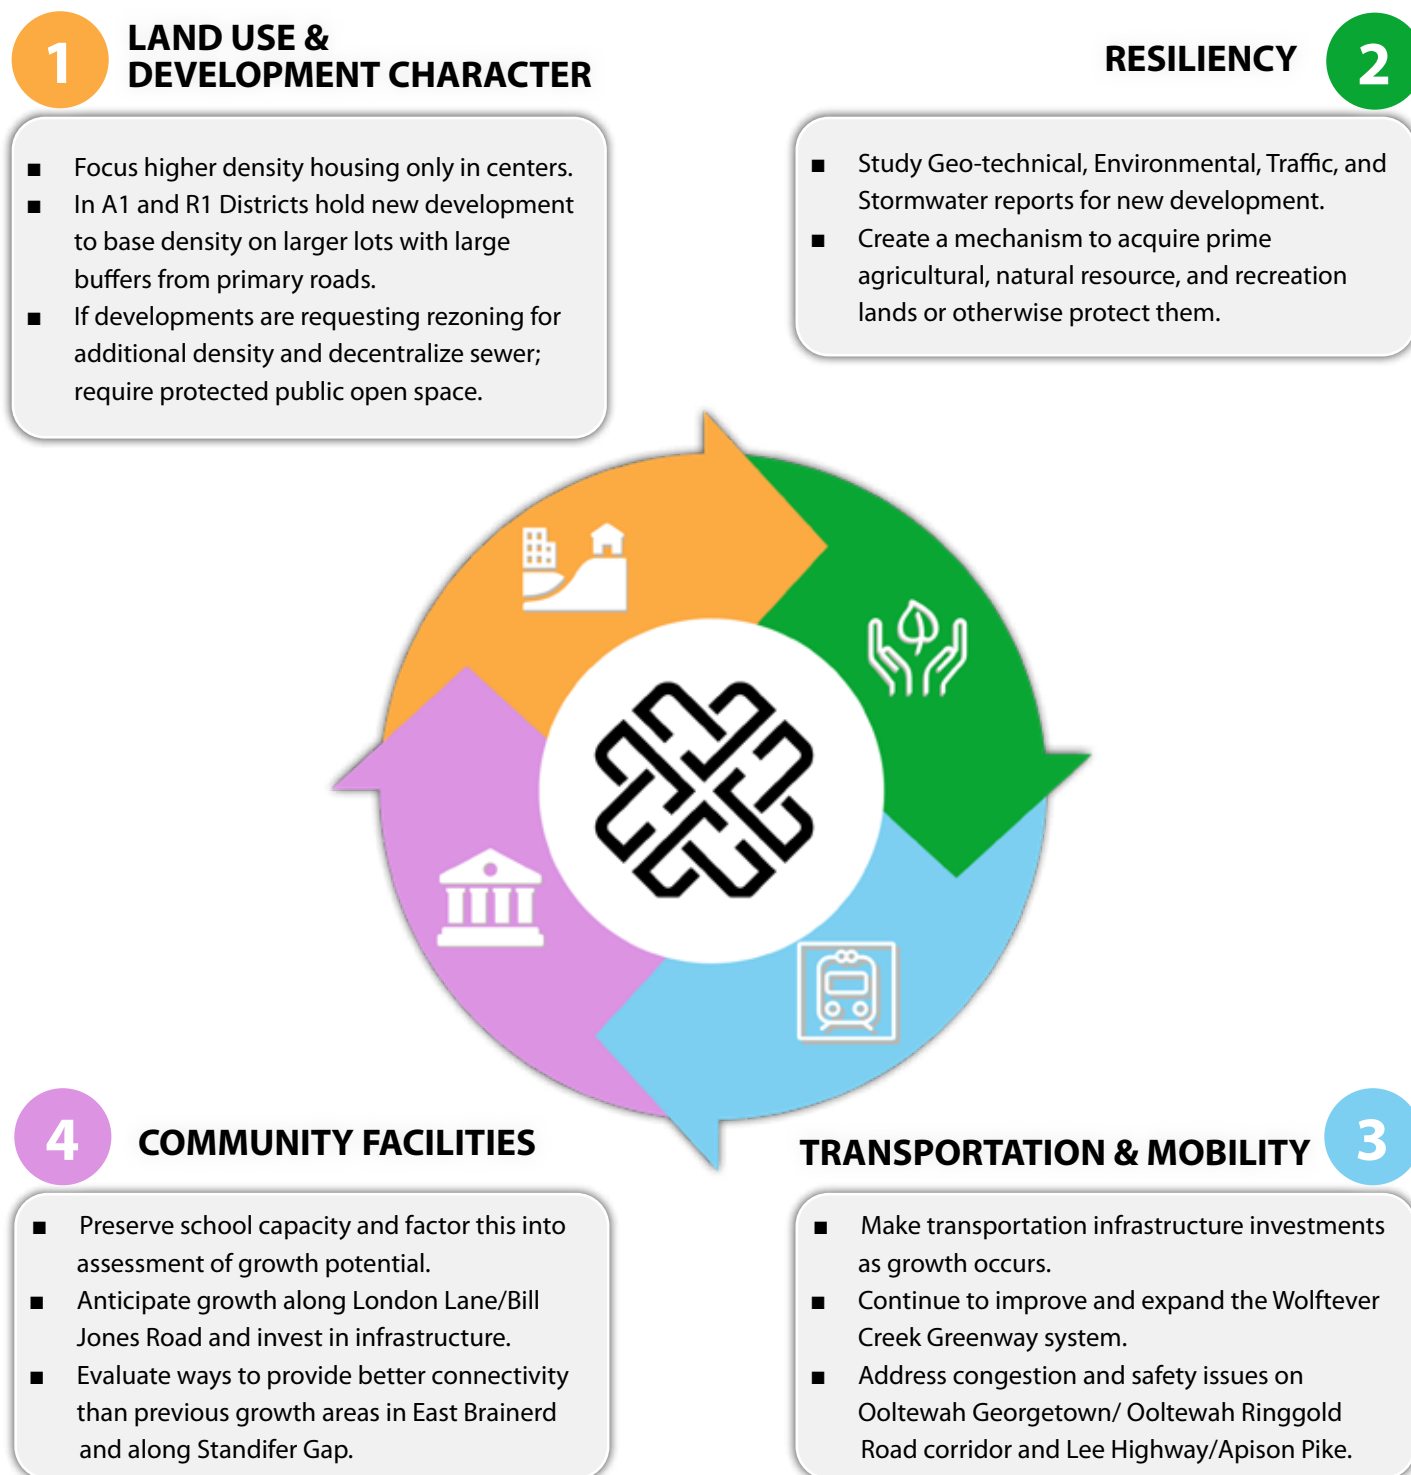 1
LAND USE &
DEVELOPMENT CHARACTER
■ Focus higher density housing only in centers.
■ In A1 and R1 Districts hold new development
to base density on larger lots with large
buffers from primary roads.
■ If developments are requesting rezoning for
additional density and decentralize sewer;
require protected public open space.
RESILIENCY
2
■ Study Geo-technical, Environmental, Traffic, and
Stormwater reports for new development.
■ Create a mechanism to acquire prime
agricultural, natural resource, and recreation
lands or otherwise protect them.
4
COMMUNITY FACILITIES
■ Preserve school capacity and factor this into
assessment of growth potential.
■ Anticipate growth along London Lane/Bill
Jones Road and invest in infrastructure.
■ Evaluate ways to provide better connectivity
than previous growth areas in East Brainerd
and along Standifer Gap.
TRANSPORTATION & MOBILITY
3
■ Make transportation infrastructure investments
as growth occurs.
■ Continue to improve and expand the Wolftever
Creek Greenway system.
■ Address congestion and safety issues on
Ooltewah Georgetown/ Ooltewah Ringgold
Road corridor and Lee Highway/Apison Pike.